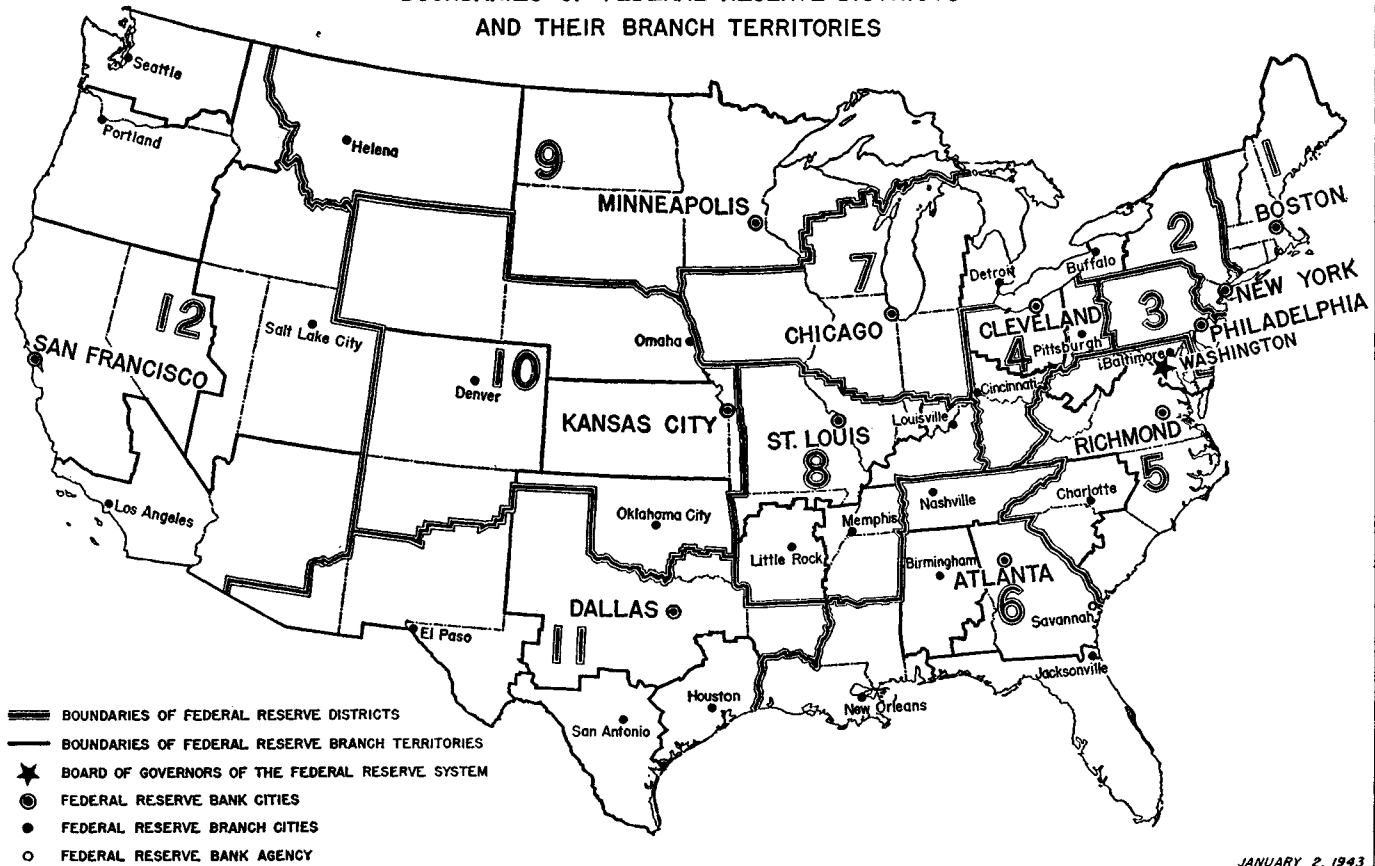 BOUNDARIES OF FEDERAL RESERVE DISTRICTS
AND THEIR BRANCH TERRITORIES
Seattle
Portland
Helena
9
MINNEAPOLIS
1
BOSTON
2
7
Detroit
Buffalo
NEW YORK
12
Salt Lake City
SAN FRANCISCO
Omaha
CHICAGO
CLEVELAND
4
Pittsburgh
3
PHILADELPHIA
Baltimore
WASHINGTON
10
Denver
Cincinnati
KANSAS CITY
ST. LOUIS
8
Louisville
RICHMOND
5
Los Angeles
Oklahoma City
Nashville
Charlotte
Memphis
Little Rock
Birmingham
ATLANTA
6
Savannah
DALLAS
11
El Paso
Jacksonville
Houston
New Orleans
San Antonio
BOUNDARIES OF FEDERAL RESERVE DISTRICTS
BOUNDARIES OF FEDERAL RESERVE BRANCH TERRITORIES
BOARD OF GOVERNORS OF THE FEDERAL RESERVE SYSTEM
FEDERAL RESERVE BANK CITIES
FEDERAL RESERVE BRANCH CITIES
FEDERAL RESERVE BANK AGENCY
JANUARY 2, 1943